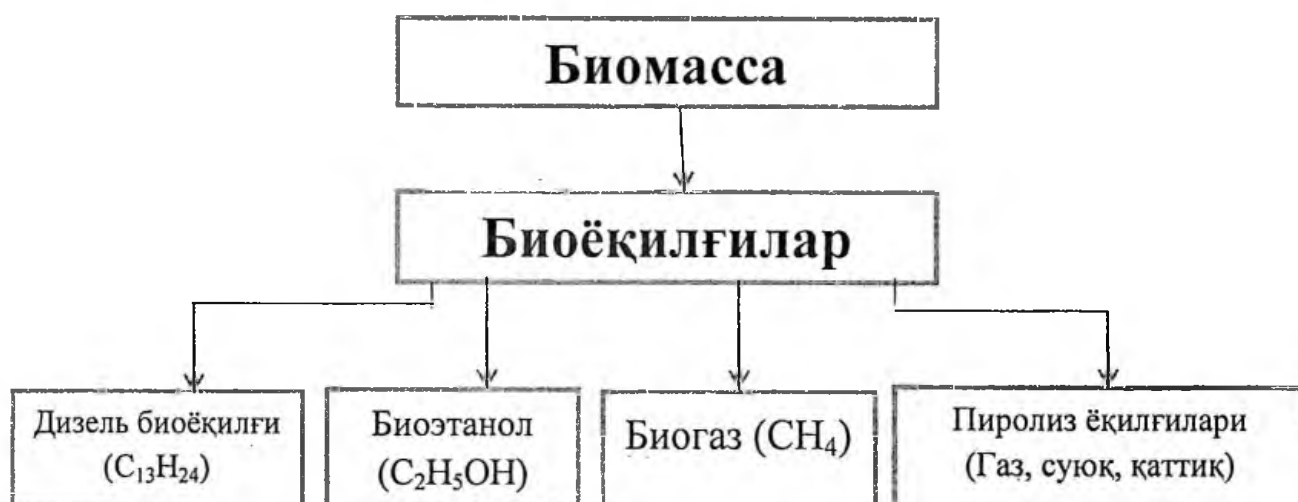 Биомасса
Биоёқилғилар
Дизель биоёқилғи
(C₁₃H₂₄)
Биоэтанол
(C₂H₅OH)
Биогаз (CH₄)
Пиролиз ёқилғилари
(Газ, суюқ, қаттиқ)